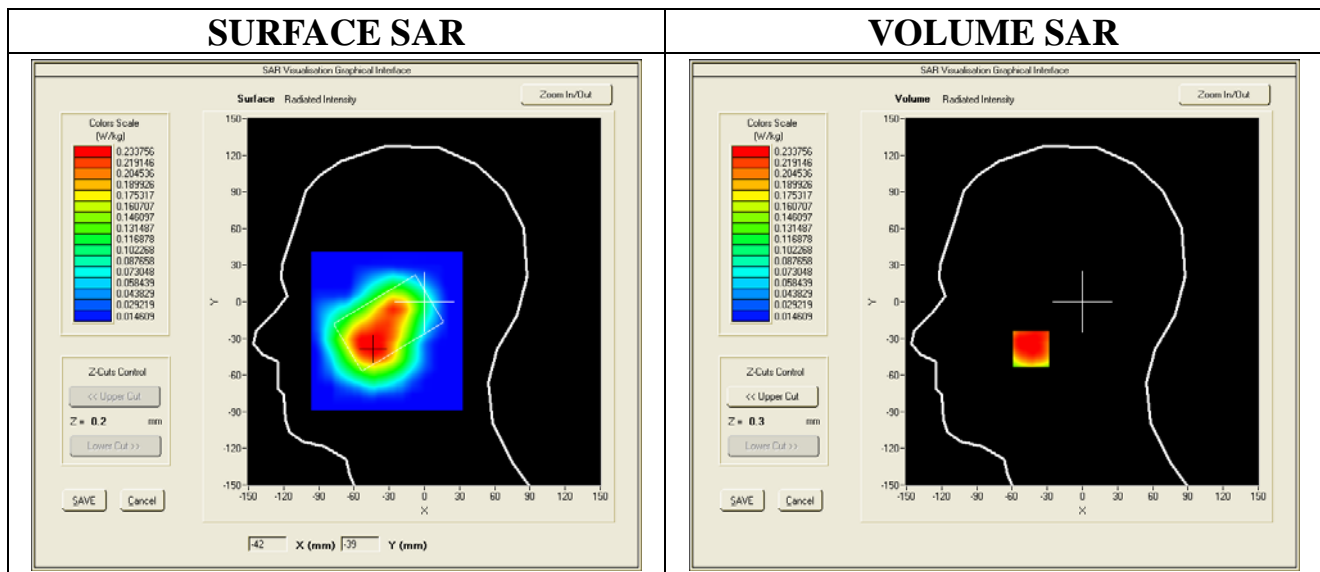 SURFACE SAR
VOLUME SAR
SAR Visualisation Graphical Interface
Surface Radiated Intensity
Zoom In/Out
Colors Scale
(W/kg)
0.233756
0.219146
0.204536
0.189926
0.175317
0.160707
0.146097
0.131487
0.116878
0.102268
0.087658
0.073048
0.058439
0.043829
0.029219
0.014609
Z-Cuts Control
<< Upper Cut
Z = 0.2 mm
Lower Cut >>
SAVE Cancel
150
120
90
60
30
0
-30
-60
-90
-120
-150
Y
-150 -120 -90 -60 -30 0 30 60 90 120 150
X
-42 X (mm) -39 Y (mm)
SAR Visualisation Graphical Interface
Volume Radiated Intensity
Zoom In/Out
Colors Scale
(W/kg)
0.233756
0.219146
0.204536
0.189926
0.175317
0.160707
0.146097
0.131487
0.116878
0.102268
0.087658
0.073048
0.058439
0.043829
0.029219
0.014609
Z-Cuts Control
<< Upper Cut
Z = 0.3 mm
Lower Cut >>
SAVE Cancel
150
120
90
60
30
0
-30
-60
-90
-120
-150
Y
-150 -120 -90 -60 -30 0 30 60 90 120 150
X